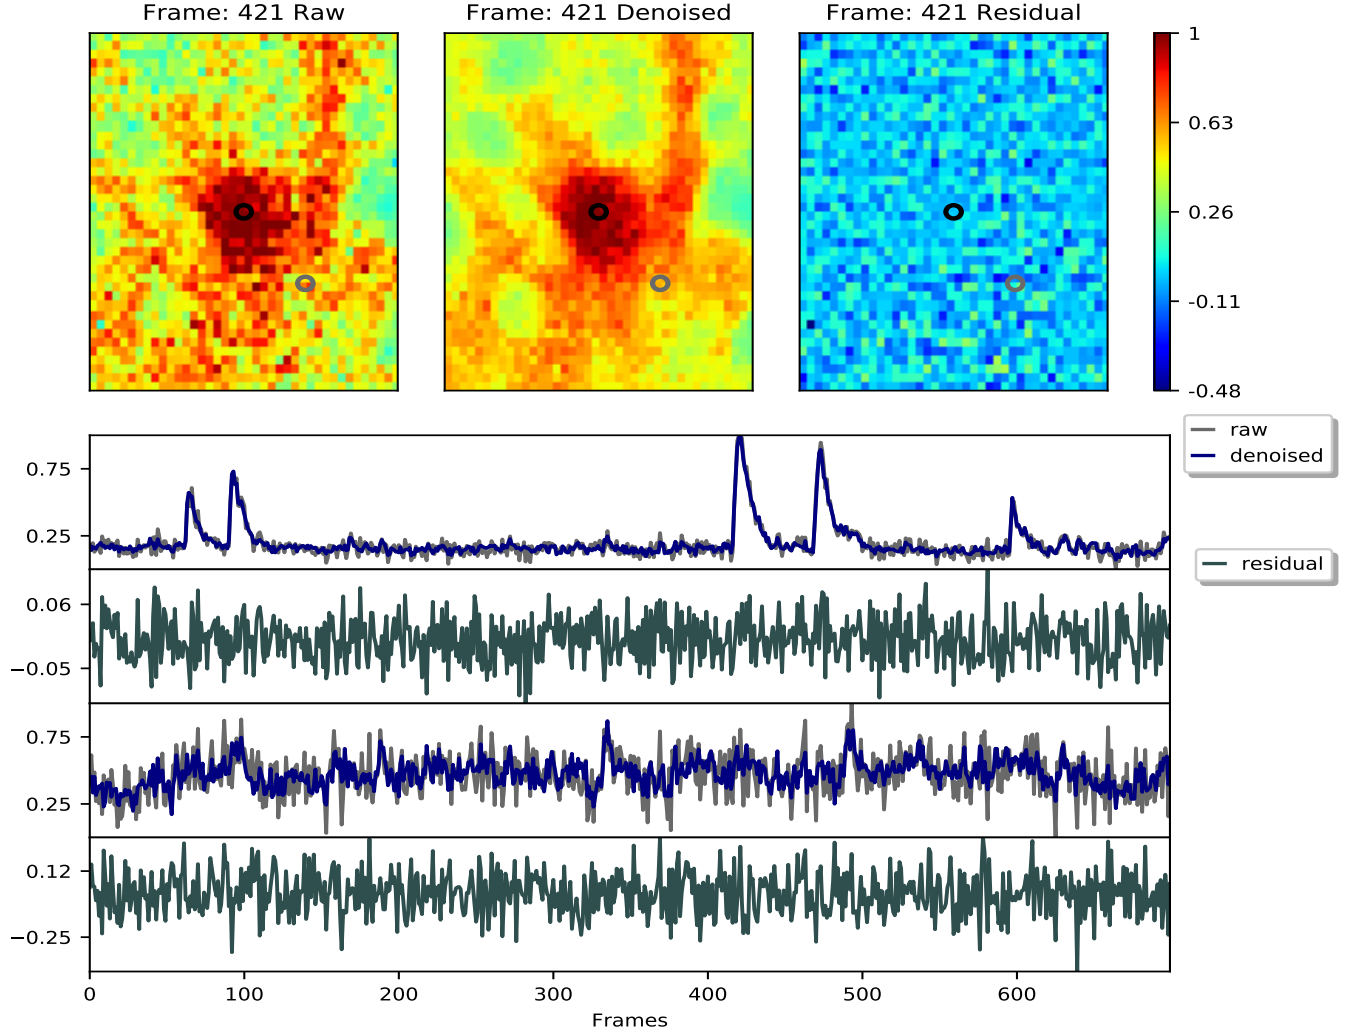 Frame: 421 Raw
Frame: 421 Denoised
Frame: 421 Residual
1
0.63
0.26
-0.11
-0.48
raw
denoised
0.75
0.25
residual
0.06
−0.05
0.75
0.25
0.12
−0.25
0 100 200 300 400 500 600
Frames